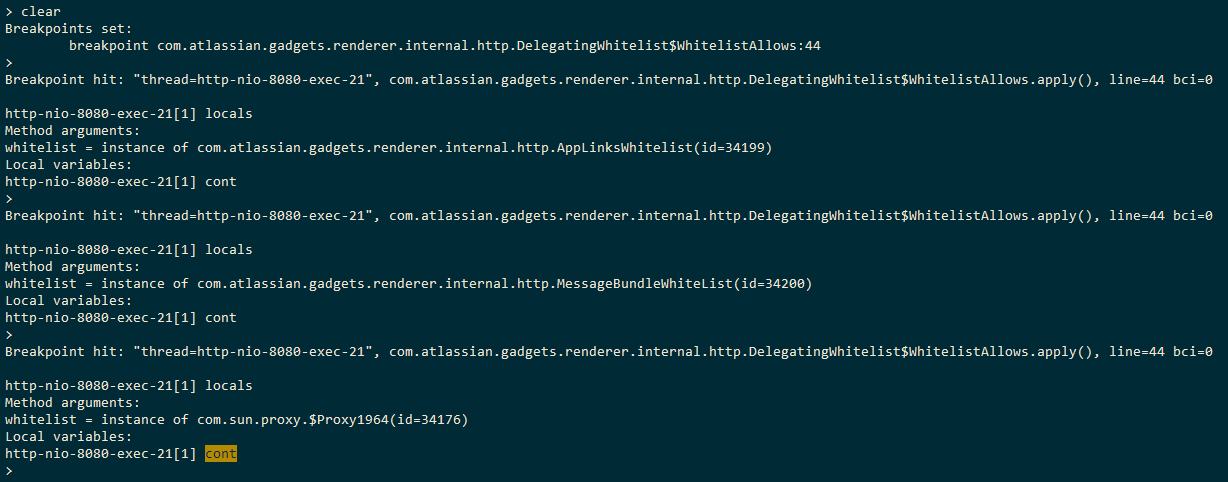 > clear
Breakpoints set:
        breakpoint com.atlassian.gadgets.renderer.internal.http.DelegatingWhitelist$WhitelistAllows:44
>
Breakpoint hit: "thread=http-nio-8080-exec-21", com.atlassian.gadgets.renderer.internal.http.DelegatingWhitelist$WhitelistAllows.apply(), line=44 bci=0
http-nio-8080-exec-21[1] locals
Method arguments:
whitelist = instance of com.atlassian.gadgets.renderer.internal.http.AppLinksWhitelist(id=34199)
Local variables:
http-nio-8080-exec-21[1] cont
>
Breakpoint hit: "thread=http-nio-8080-exec-21", com.atlassian.gadgets.renderer.internal.http.DelegatingWhitelist$WhitelistAllows.apply(), line=44 bci=0
http-nio-8080-exec-21[1] locals
Method arguments:
whitelist = instance of com.atlassian.gadgets.renderer.internal.http.MessageBundleWhiteList(id=34200)
Local variables:
http-nio-8080-exec-21[1] cont
>
Breakpoint hit: "thread=http-nio-8080-exec-21", com.atlassian.gadgets.renderer.internal.http.DelegatingWhitelist$WhitelistAllows.apply(), line=44 bci=0
http-nio-8080-exec-21[1] locals
Method arguments:
whitelist = instance of com.sun.proxy.$Proxy1964(id=34176)
Local variables:
http-nio-8080-exec-21[1] cont
>